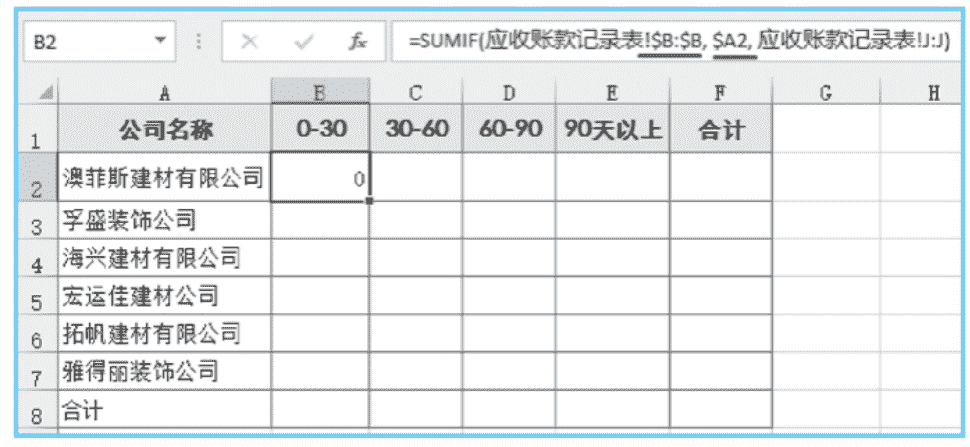 B2 fx =SUMIF(应收账款记录表!$B:$B, $A2, 应收账款记录表!J:J)
A B C D E F G H
1 公司名称 0-30 30-60 60-90 90天以上 合计
2 澳菲斯建材有限公司 0
3 孚盛装饰公司
4 海兴建材有限公司
5 宏运佳建材公司
6 拓帆建材有限公司
7 雅得丽装饰公司
8 合计